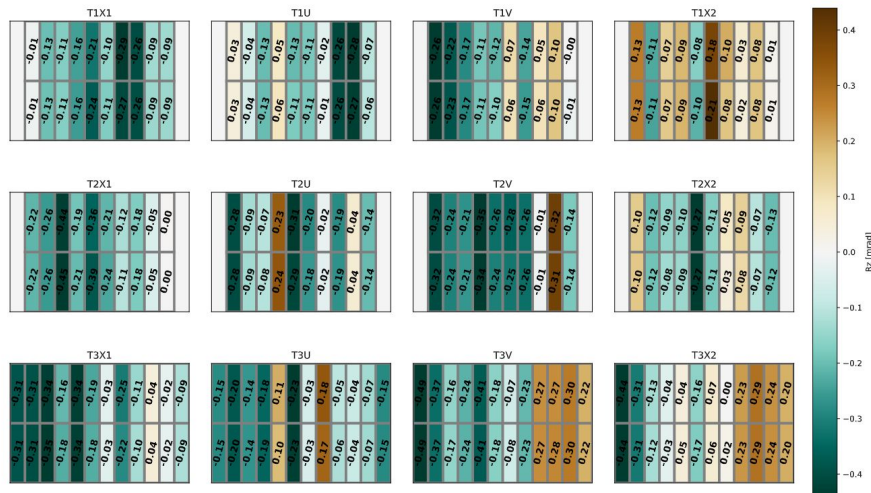 T1X1 T1U T1V T1X2
-0.01 -0.13 -0.11 -0.16 -0.21 -0.10 -0.29 -0.26 -0.09 -0.09
0.03 -0.04 -0.13 0.05 -0.11 -0.13 -0.02 -0.26 -0.28 -0.07
-0.26 -0.22 -0.17 -0.11 -0.11 0.07 -0.15 0.05 0.10 -0.00
0.13 -0.11 0.07 0.09 -0.08 0.18 0.10 0.03 0.08 0.01
-0.01 -0.13 -0.11 -0.16 -0.24 -0.11 -0.27 -0.26 -0.09 -0.09
0.03 -0.04 -0.13 0.06 -0.11 -0.11 -0.01 -0.26 -0.27 -0.06
-0.26 -0.23 -0.17 -0.11 -0.10 0.06 -0.15 0.06 0.10 -0.01
0.13 -0.11 0.07 0.09 -0.10 0.21 0.08 0.02 0.08 0.01
T2X1 T2U T2V T2X2
-0.22 -0.26 -0.44 -0.19 -0.36 -0.21 -0.12 -0.18 -0.05 0.00
-0.28 -0.09 -0.07 0.23 -0.31 -0.20 -0.02 -0.19 0.04 -0.14
-0.32 -0.24 -0.21 -0.35 -0.26 -0.28 -0.26 -0.01 0.32 -0.14
0.10 -0.12 -0.09 -0.10 -0.27 -0.11 0.05 0.09 -0.07 -0.13
-0.22 -0.26 -0.45 -0.21 -0.39 -0.24 -0.11 -0.18 -0.05 0.00
-0.28 -0.09 -0.08 0.24 -0.29 -0.18 -0.02 -0.19 0.04 -0.14
-0.32 -0.24 -0.21 -0.34 -0.24 -0.25 -0.26 -0.01 0.31 -0.14
0.10 -0.12 -0.08 -0.09 -0.27 -0.11 0.03 0.08 -0.07 -0.12
T3X1 T3U T3V T3X2
-0.31 -0.31 -0.34 -0.16 -0.34 -0.19 -0.03 -0.25 -0.11 0.04 -0.02 -0.09
-0.15 -0.20 -0.14 -0.18 0.11 -0.23 -0.03 0.18 -0.05 -0.04 -0.07 -0.15
-0.49 -0.37 -0.16 -0.24 -0.41 -0.18 -0.07 -0.23 0.27 0.27 0.30 0.22
-0.44 -0.31 -0.13 -0.04 0.04 -0.16 0.07 0.00 0.23 0.29 0.24 0.20
-0.31 -0.31 -0.35 -0.18 -0.34 -0.18 -0.03 -0.22 -0.10 0.04 -0.02 -0.09
-0.15 -0.20 -0.14 -0.19 0.10 -0.23 -0.03 0.17 -0.06 -0.04 -0.07 -0.15
-0.49 -0.37 -0.17 -0.24 -0.41 -0.18 -0.08 -0.23 0.27 0.28 0.30 0.22
-0.44 -0.31 -0.12 -0.03 0.05 -0.17 0.06 0.02 0.23 0.29 0.24 0.20
0.4
0.3
0.2
0.1
0.0
−0.1
−0.2
−0.3
−0.4
Rz [mrad]